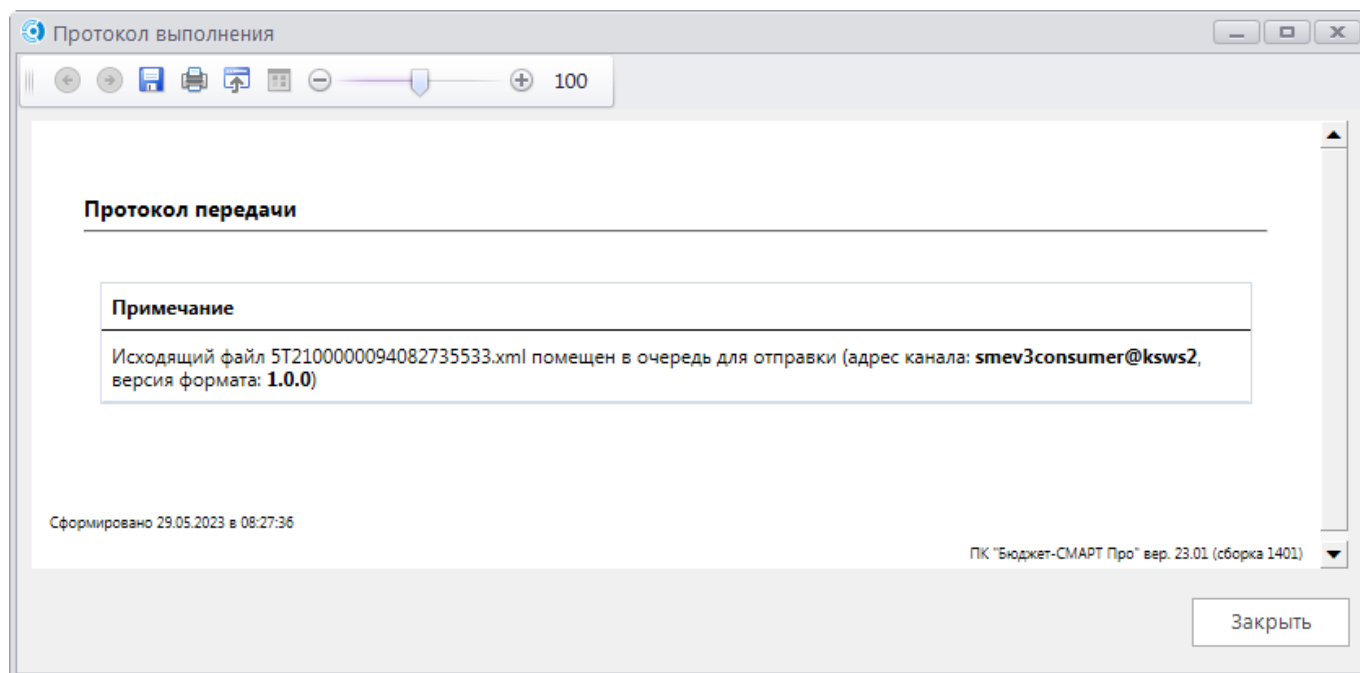 Протокол выполнения
100
Протокол передачи
Примечание
Исходящий файл 5T2100000094082735533.xml помещен в очередь для отправки (адрес канала: smev3consumer@ksws2,
версия формата: 1.0.0)
Сформировано 29.05.2023 в 08:27:36
ПК "Бюджет-СМАРТ Про" вер. 23.01 (сборка 1401)
Закрыть